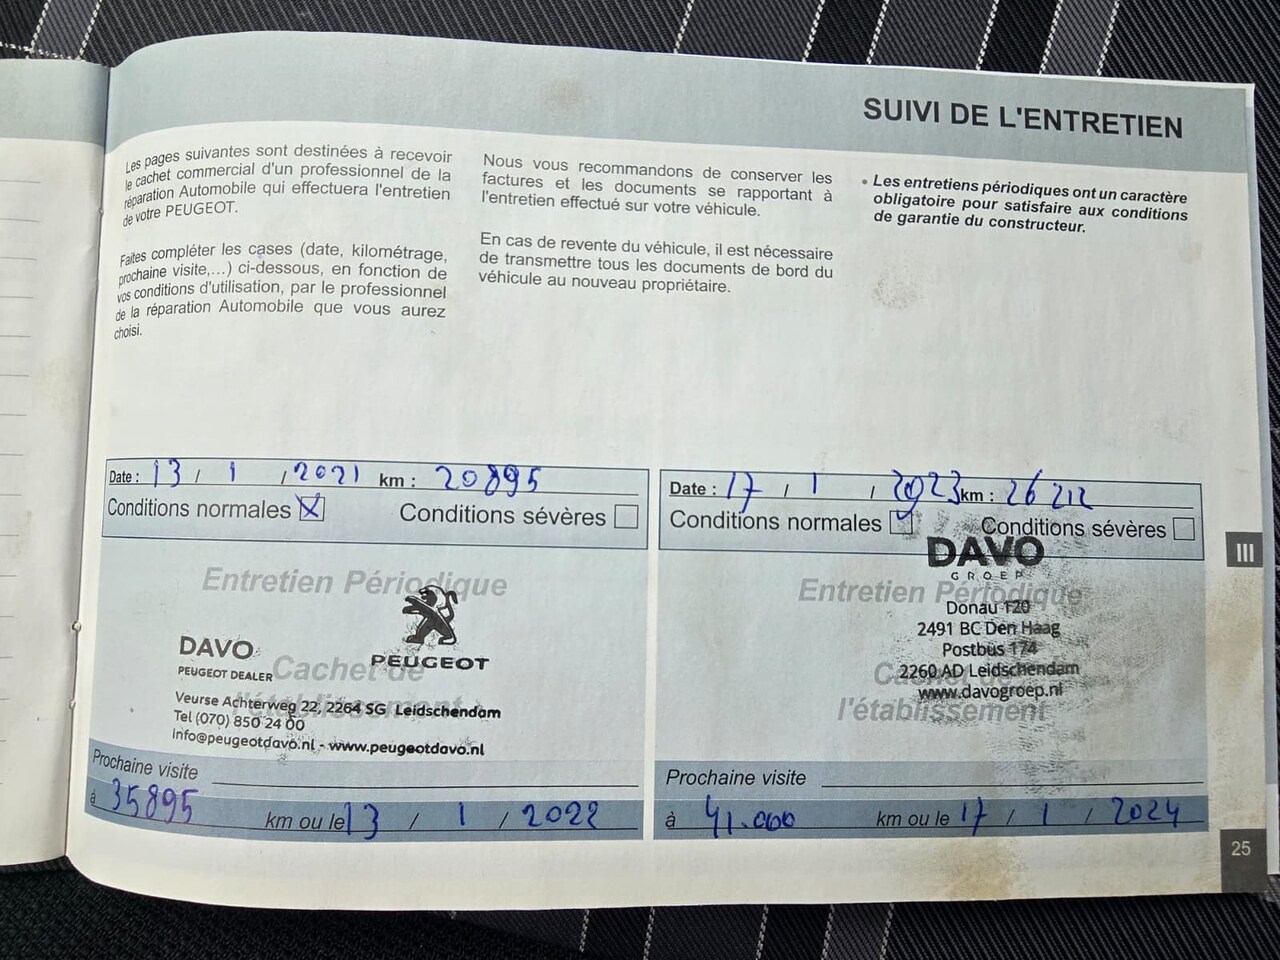 SUIVI DE L'ENTRETIEN
Les pages suivantes sont destinées à recevoir
le cachet commercial d'un professionnel de la
réparation Automobile qui effectuera l'entretien
de votre PEUGEOT.
Faites compléter les cases (date, kilométrage,
prochaine visite,...) ci-dessous, en fonction de
vos conditions d'utilisation, par le professionnel
de la réparation Automobile que vous aurez
choisi.
Nous vous recommandons de conserver les
factures et les documents se rapportant à
l'entretien effectué sur votre véhicule.
En cas de revente du véhicule, il est nécessaire
de transmettre tous les documents de bord du
véhicule au nouveau propriétaire.
• Les entretiens périodiques ont un caractère
obligatoire pour satisfaire aux conditions
de garantie du constructeur.
Date : 13 / 1 / 2021 km : 20895
Conditions normales X Conditions sévères
Entretien Périodique
Cachet de
l'établissement
DAVO
PEUGEOT DEALER
PEUGEOT
Veurse Achterweg 22, 2264 SG Leidschendam
Tel (070) 850 24 00
Info@peugeotdavo.nl - www.peugeotdavo.nl
Prochaine visite
à 35895 km ou le 13 / 1 / 2022
Date : 17 / 1 / 2023 km : 26 212
Conditions normales Conditions sévères
Entretien Périodique
Cachet de
l'établissement
DAVO
GROEP
Donau 120
2491 BC Den Haag
Postbus 174
2260 AD Leidschendam
www.davogroep.nl
Prochaine visite
à 41.000 km ou le 17 / 1 / 2024
III
25